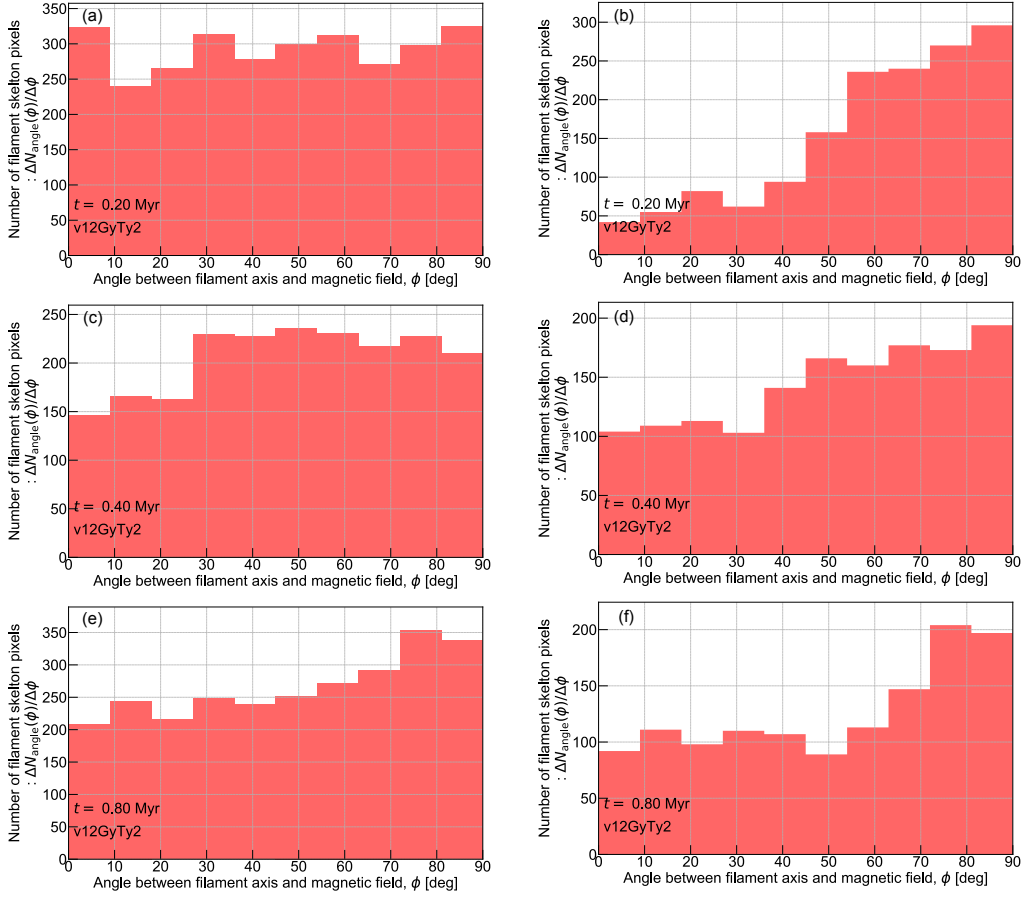 (a)
Number of filament skelton pixels
: ΔN_angle(ϕ)/Δϕ
350
300
250
200
150
100
50
0
t = 0.20 Myr
v12GyTy2
0 10 20 30 40 50 60 70 80 90
Angle between filament axis and magnetic field, ϕ [deg]
(b)
Number of filament skelton pixels
: ΔN_angle(ϕ)/Δϕ
300
250
200
150
100
50
0
t = 0.20 Myr
v12GyTy2
0 10 20 30 40 50 60 70 80 90
Angle between filament axis and magnetic field, ϕ [deg]
(c)
Number of filament skelton pixels
: ΔN_angle(ϕ)/Δϕ
250
200
150
100
50
0
t = 0.40 Myr
v12GyTy2
0 10 20 30 40 50 60 70 80 90
Angle between filament axis and magnetic field, ϕ [deg]
(d)
Number of filament skelton pixels
: ΔN_angle(ϕ)/Δϕ
200
150
100
50
0
t = 0.40 Myr
v12GyTy2
0 10 20 30 40 50 60 70 80 90
Angle between filament axis and magnetic field, ϕ [deg]
(e)
Number of filament skelton pixels
: ΔN_angle(ϕ)/Δϕ
350
300
250
200
150
100
50
0
t = 0.80 Myr
v12GyTy2
0 10 20 30 40 50 60 70 80 90
Angle between filament axis and magnetic field, ϕ [deg]
(f)
Number of filament skelton pixels
: ΔN_angle(ϕ)/Δϕ
200
150
100
50
0
t = 0.80 Myr
v12GyTy2
0 10 20 30 40 50 60 70 80 90
Angle between filament axis and magnetic field, ϕ [deg]